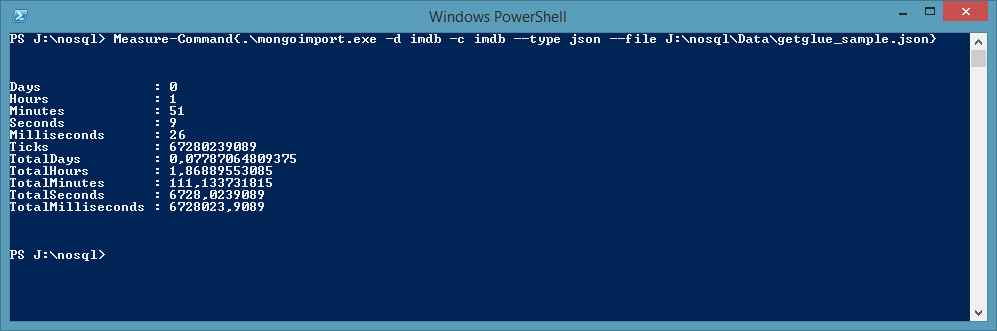 Windows PowerShell
PS J:\nosql> Measure-Command{.\mongoimport.exe -d imdb -c imdb --type json --file J:\nosql\Data\getglue_sample.json}
Days : 0
Hours : 1
Minutes : 51
Seconds : 9
Milliseconds : 26
Ticks : 67280239089
TotalDays : 0,07787064809375
TotalHours : 1,86889553085
TotalMinutes : 111,133731815
TotalSeconds : 6728,0239089
TotalMilliseconds : 6728023,9089
PS J:\nosql>